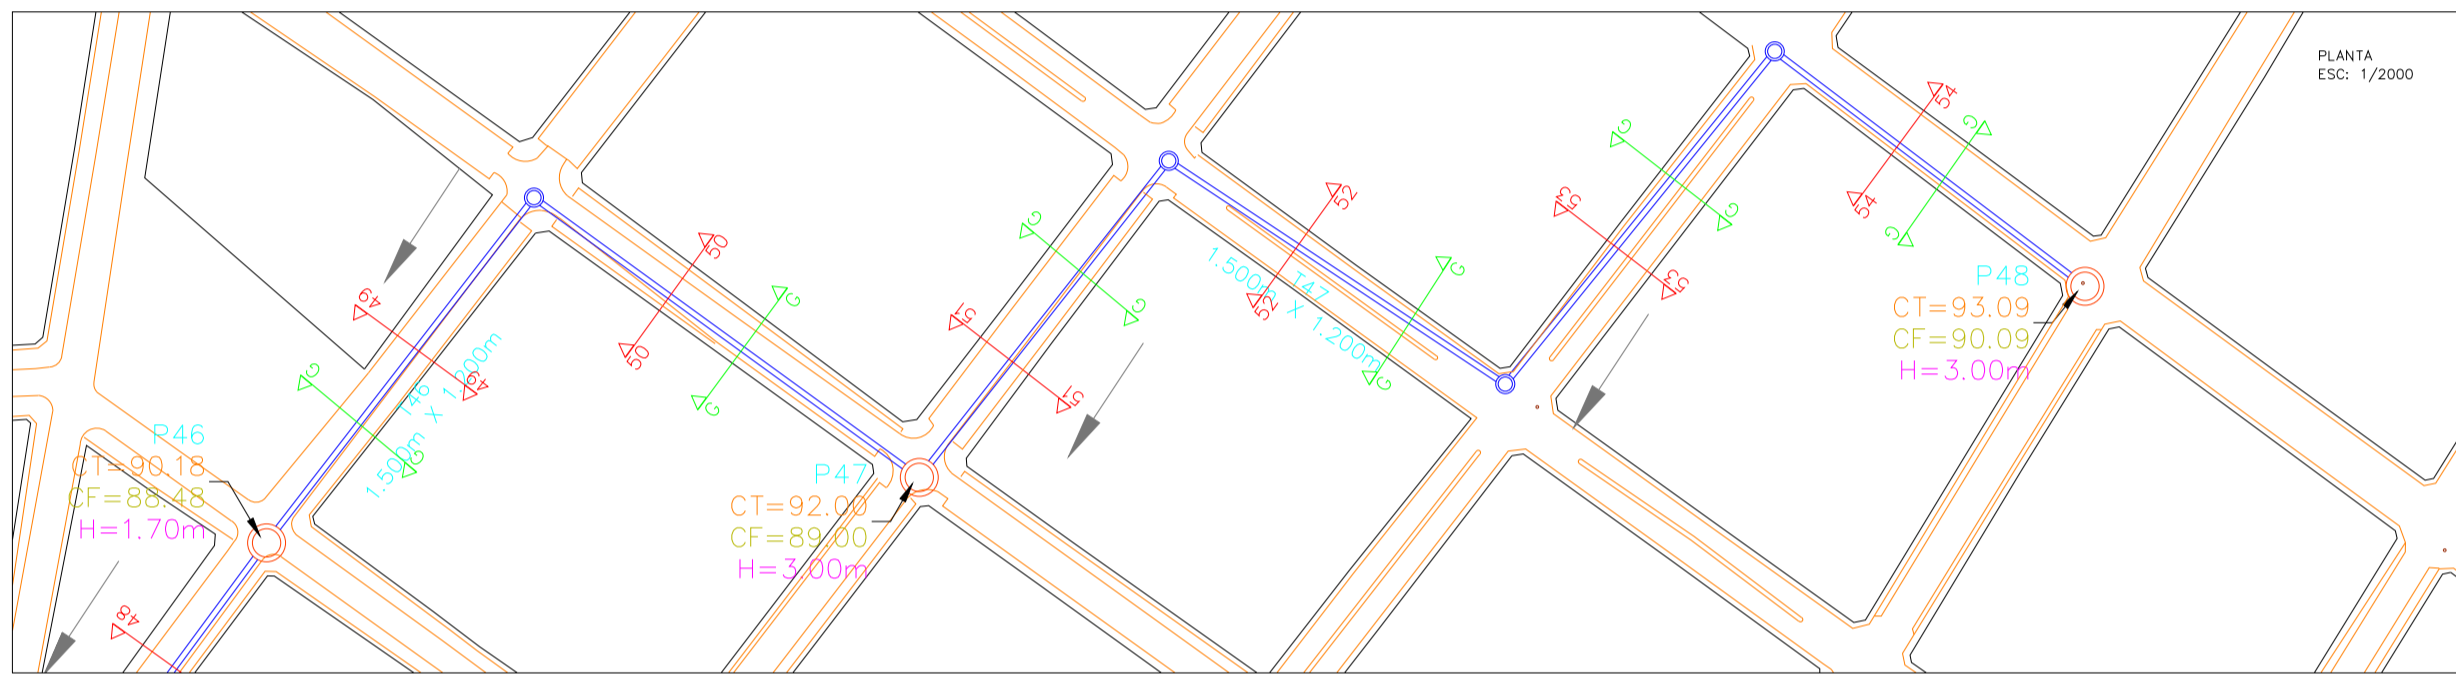 PLANTA
ESC: 1/2000
54
G
54
G
G
G
53
53
52
52
G
G
G
G
51
51
50
50
G
G
49
49
G
G
48
T46
1.500m X 1.200m
T47
1.500m X 1.200m
P46
CT=90.18
CF=88.48
H=1.70m
P47
CT=92.00
CF=89.00
H=3.00m
P48
CT=93.09
CF=90.09
H=3.00m